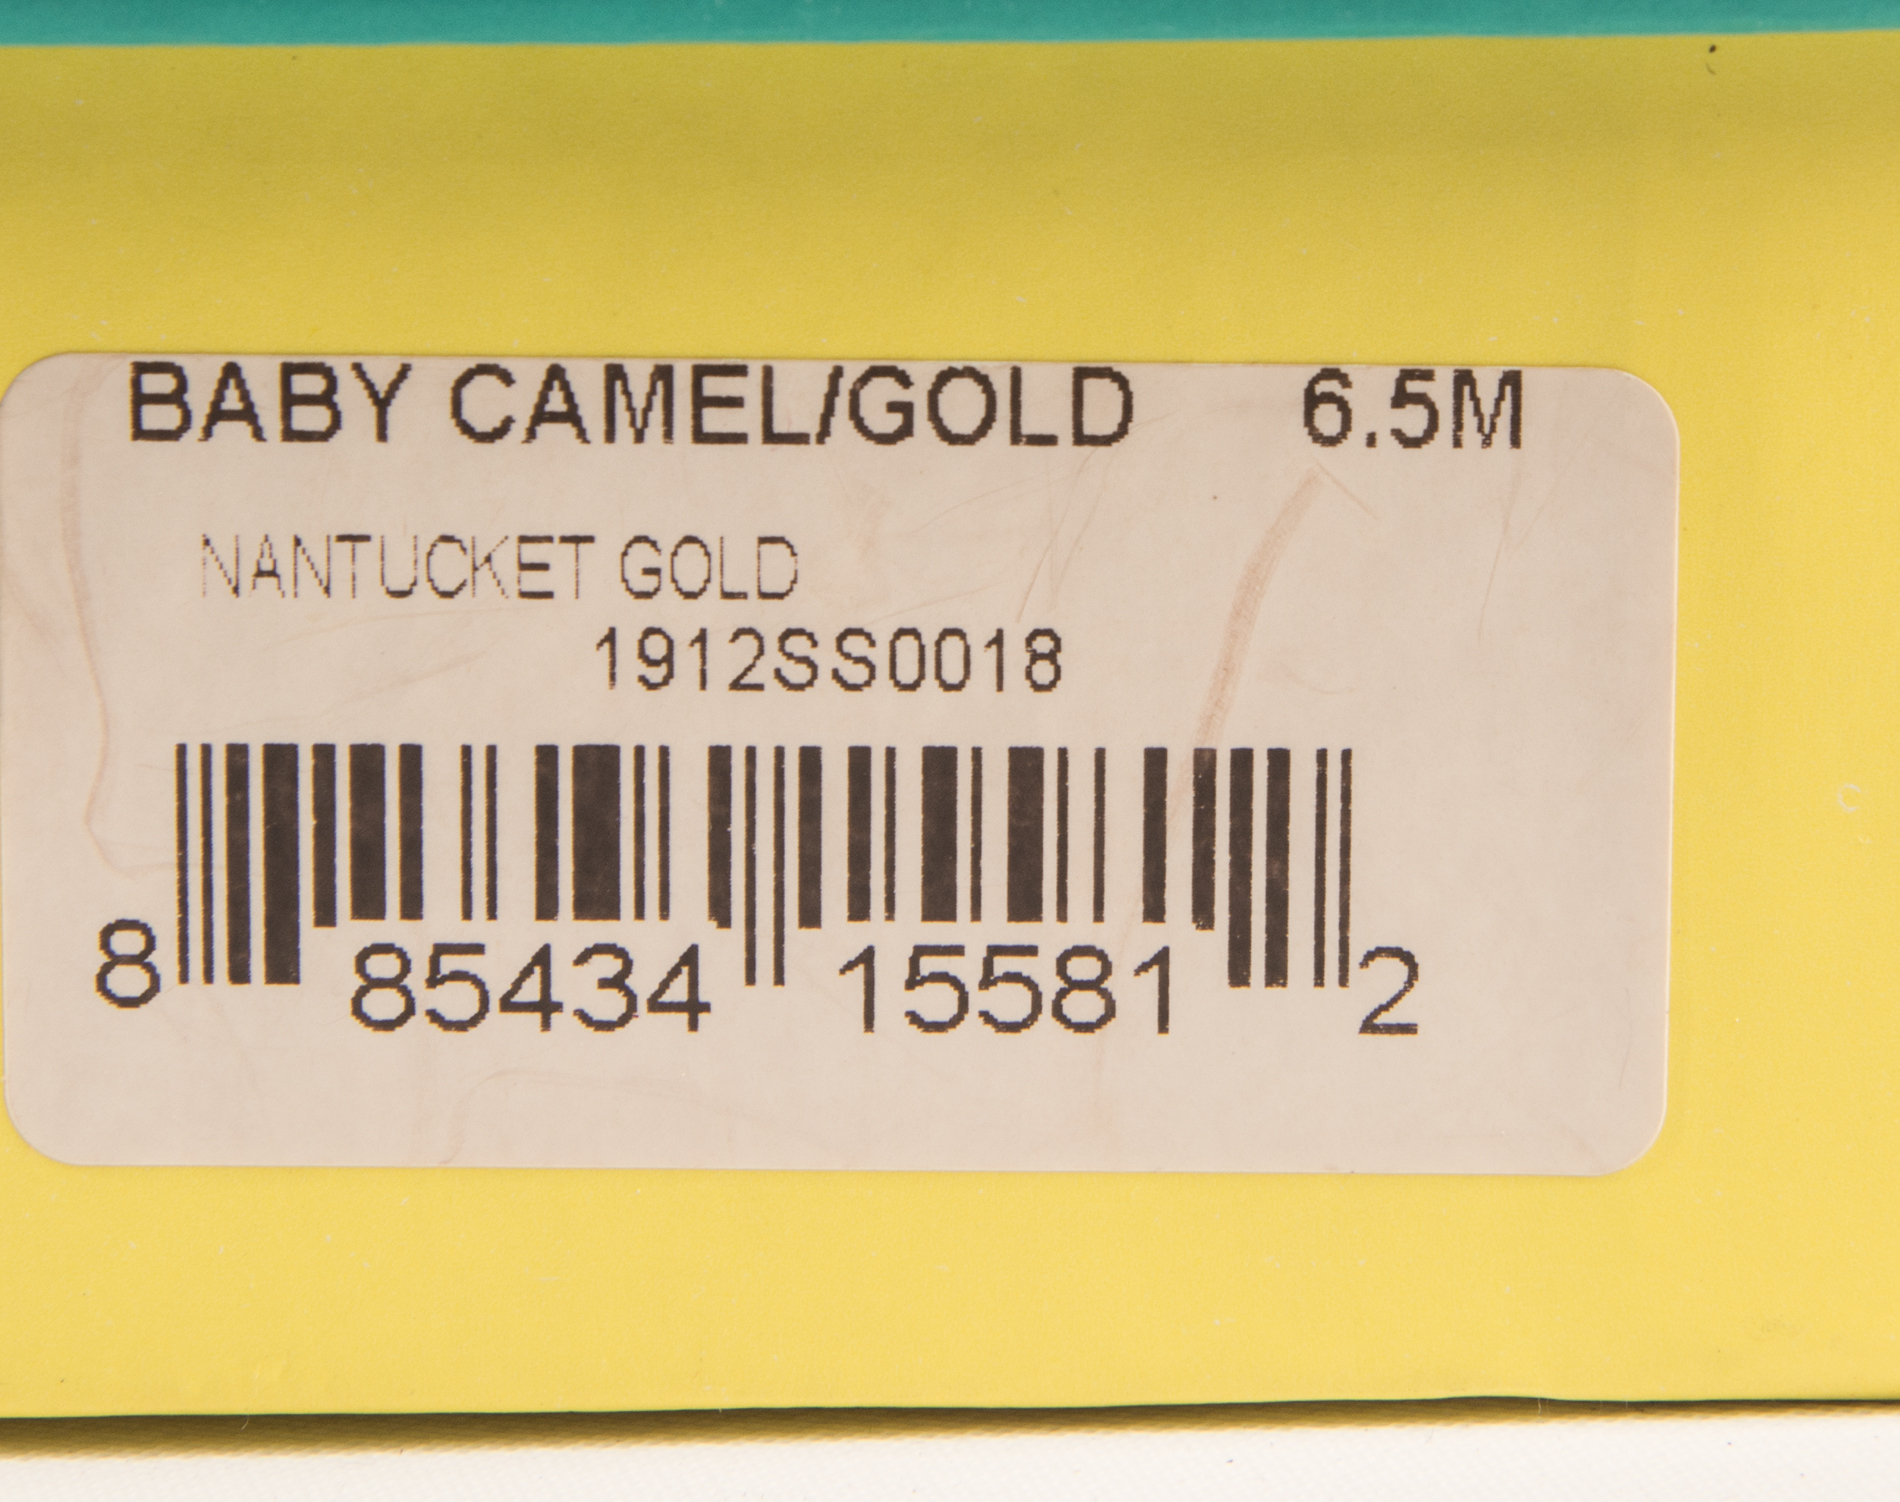 BABY CAMEL/GOLD 6.5M
NANTUCKET GOLD
1912SS0018
8 85434 15581 2